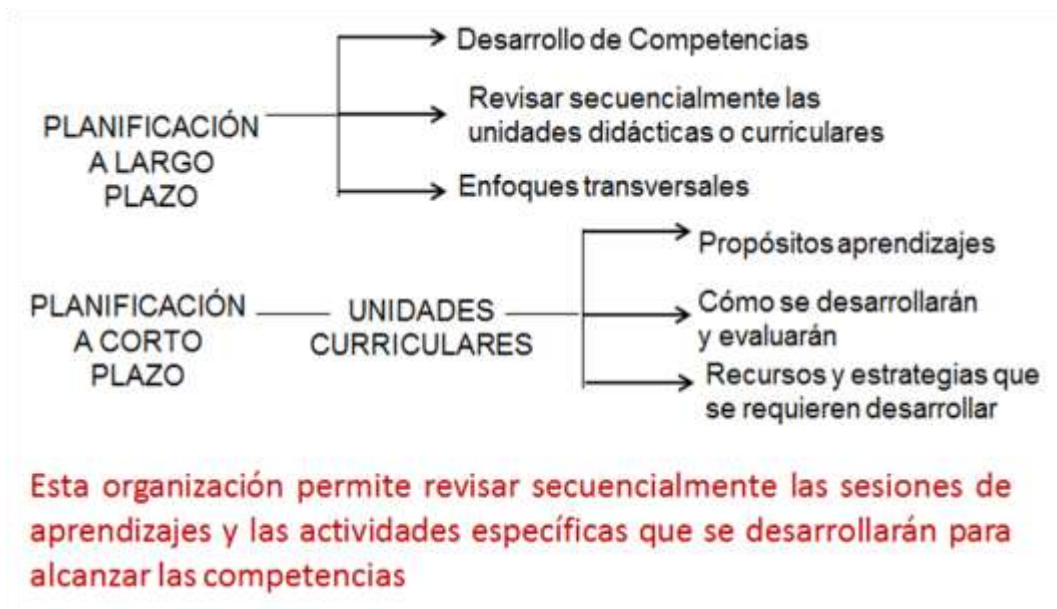 Desarrollo de Competencias
PLANIFICACIÓN
A LARGO
PLAZO
Revisar secuencialmente las
unidades didácticas o curriculares
Enfoques transversales
PLANIFICACIÓN
A CORTO
PLAZO
UNIDADES
CURRICULARES
Propósitos aprendizajes
Cómo se desarrollarán
y evaluarán
Recursos y estrategias que
se requieren desarrollar
Esta organización permite revisar secuencialmente las sesiones de
aprendizajes y las actividades específicas que se desarrollarán para
alcanzar las competencias